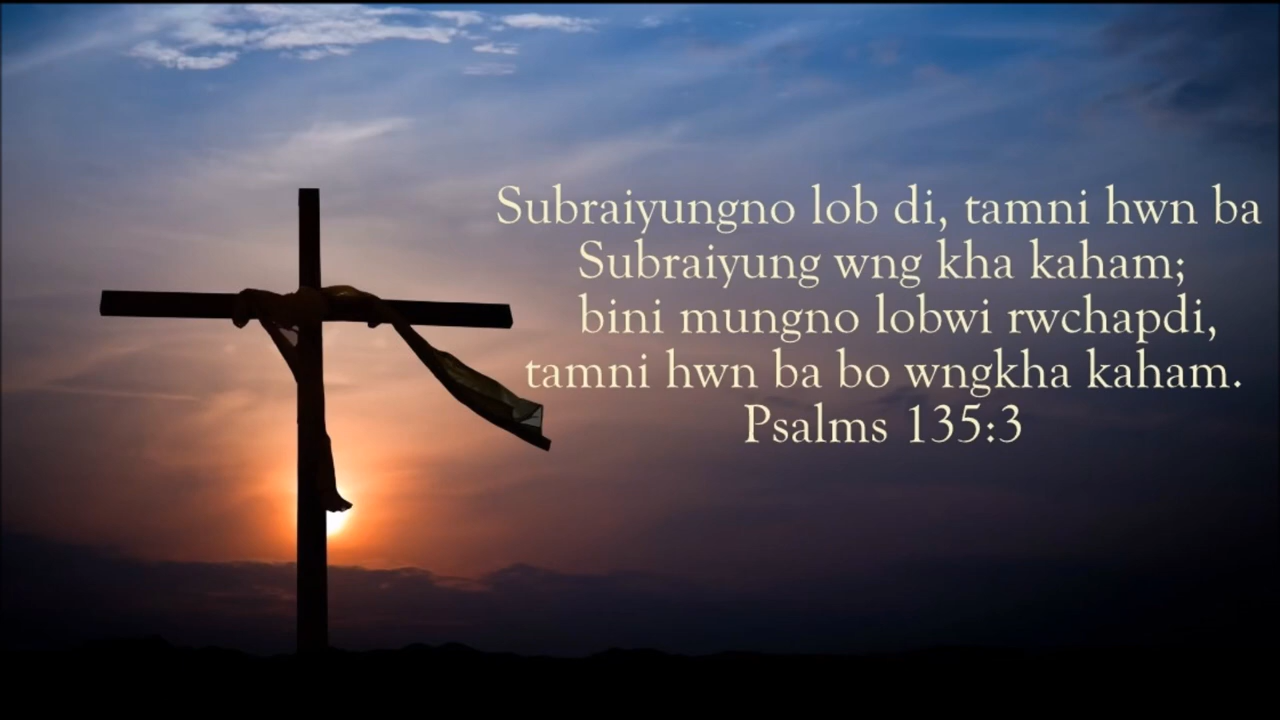 Subraiyungno lob di, tamni hwn ba
Subraiyung wng kha kaham;
bini mungno lobwi rwchapdi,
tamni hwn ba bo wngkha kaham.
Psalms 135:3